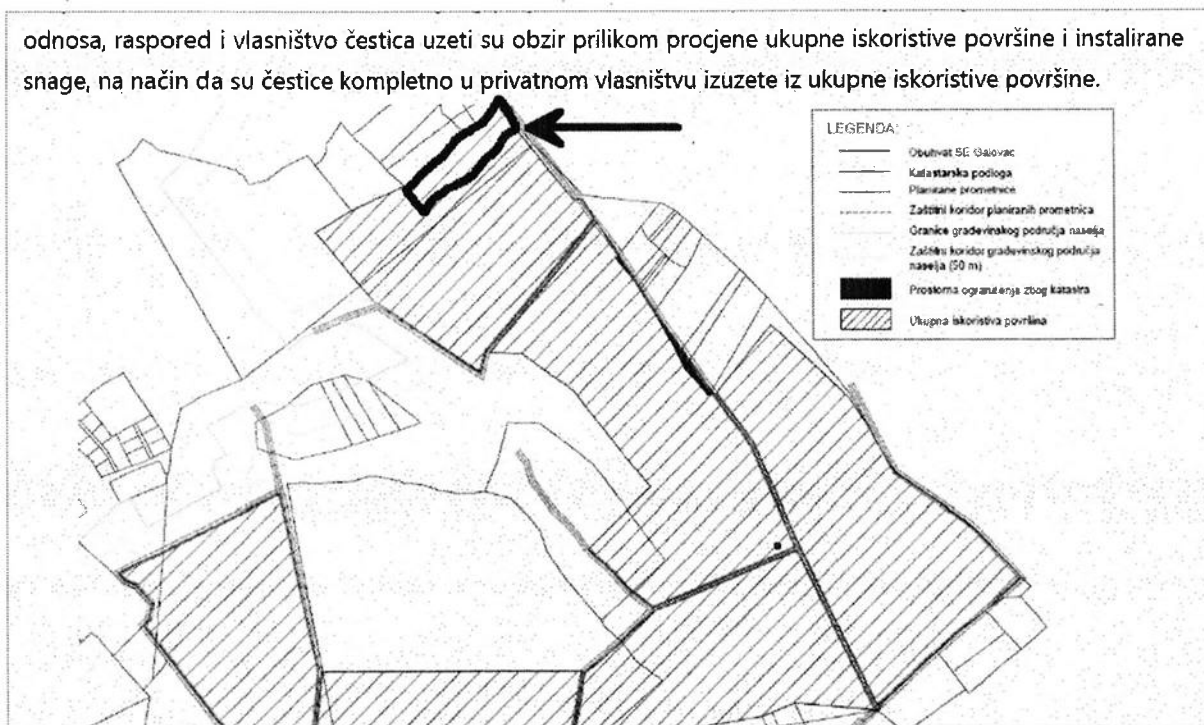 odnosa, raspored i vlasništvo čestica uzeti su obzir prilikom procjene ukupne iskoristive površine i instalirane
snage, na način da su čestice kompletno u privatnom vlasništvu izuzete iz ukupne iskoristive površine.
LEGENDA:
Obuhvat SE Galovac
Katastarska podloga
Planirane prometnice
Zaštitni koridor planiranih prometnica
Granice građevinskog područja naselja
Zaštitni koridor građevinskog područja
naselja (50 m)
Prostorna ograničenja zbog katastra
Ukupna iskoristiva površina